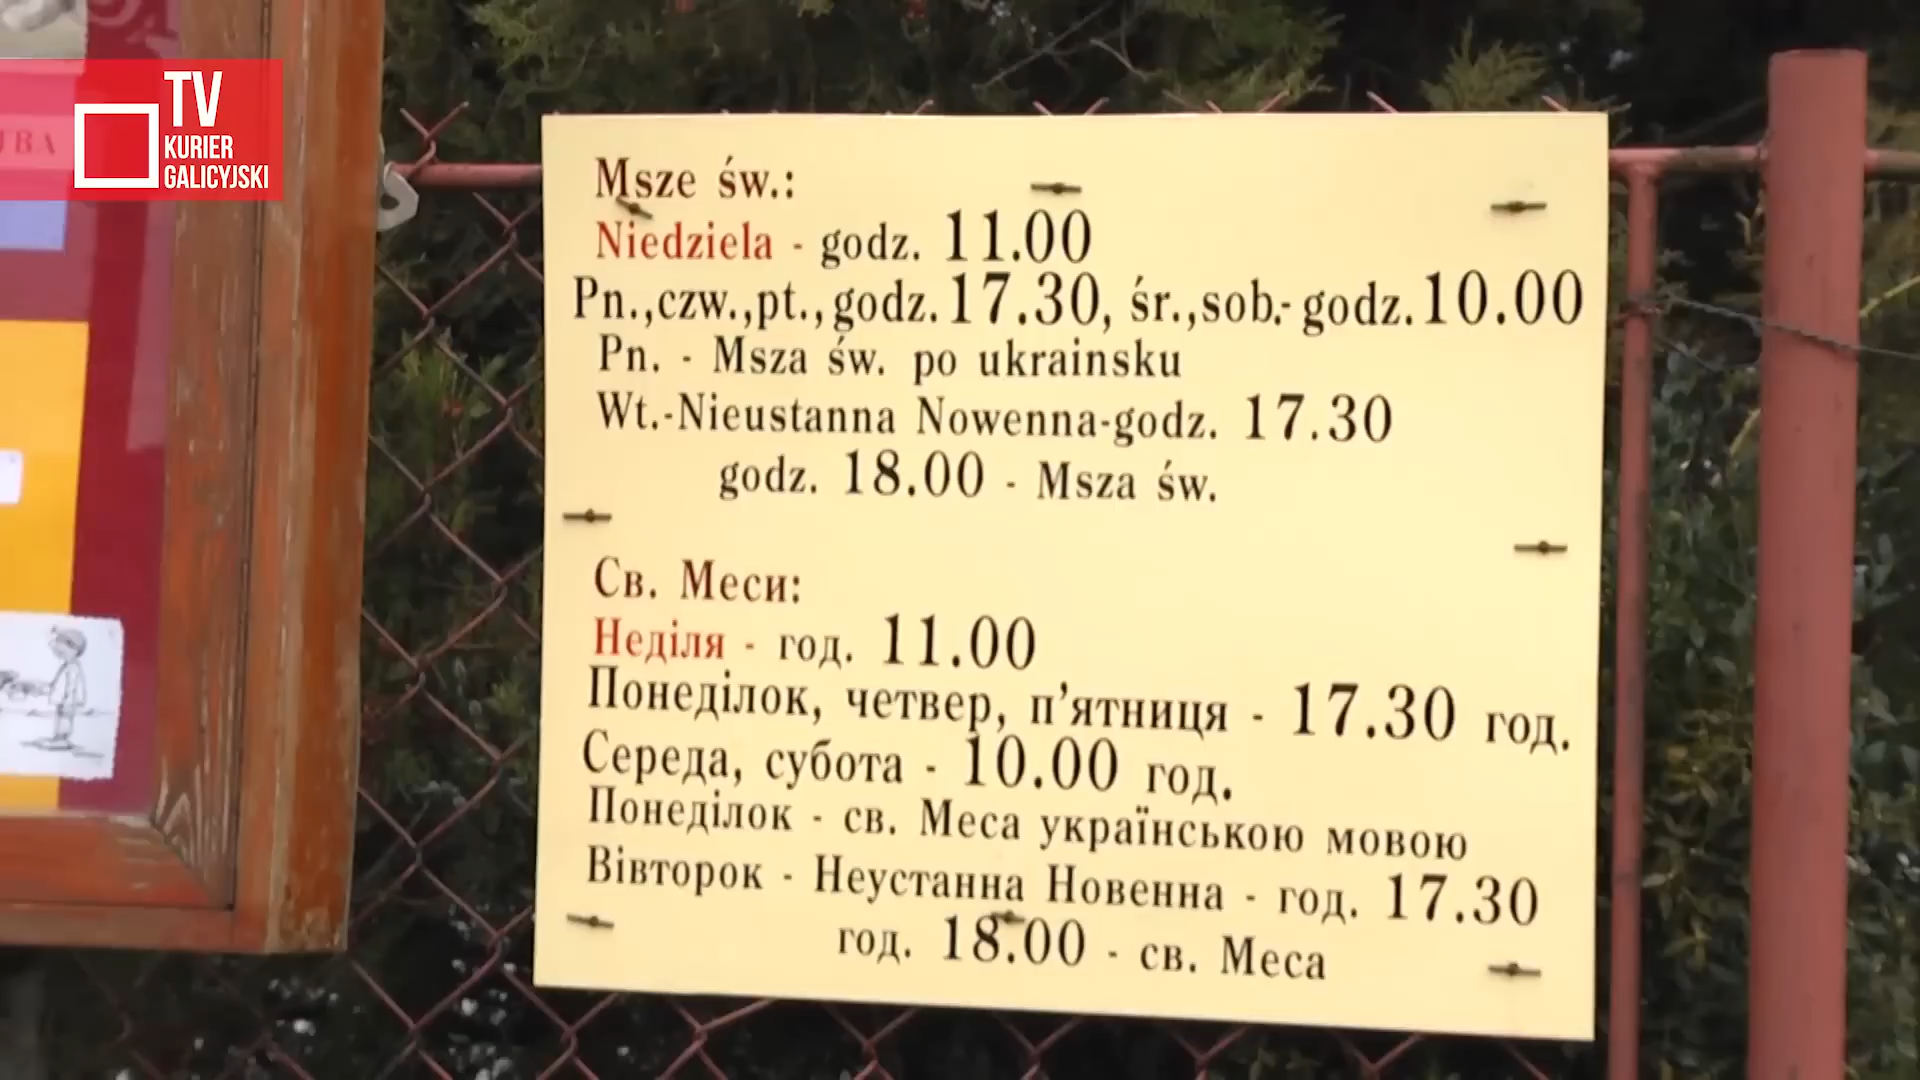 TV
KURIER
GALICYJSKI
Msze św.:
Niedziela - godz. 11.00
Pn.,czw.,pt., godz.17.30, śr.,sob.- godz.10.00
Pn. - Msza św. po ukrainsku
Wt.-Nieustanna Nowenna-godz. 17.30
godz. 18.00 - Msza św.
Св. Меси:
Неділя - год. 11.00
Понеділок, четвер, п’ятниця - 17.30 год.
Середа, субота - 10.00 год.
Понеділок - св. Меса українською мовою
Вівторок - Неустанна Новенна - год. 17.30
год. 18.00 - св. Меса